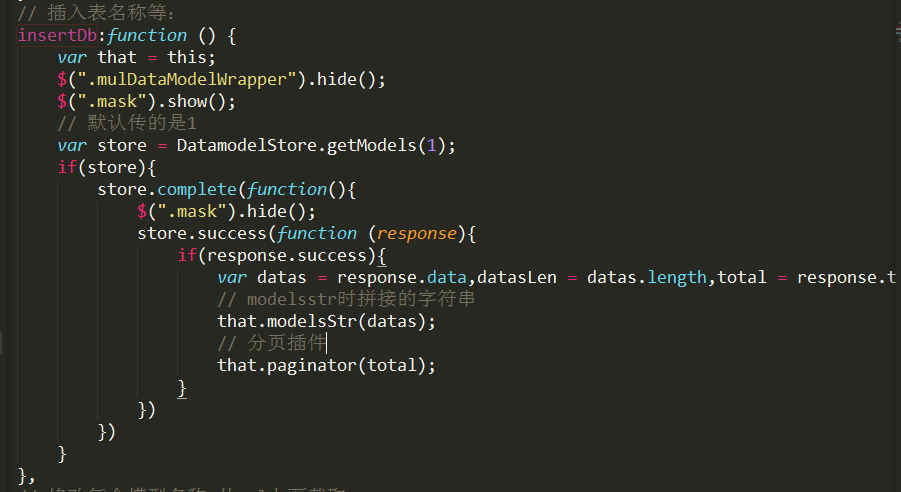 // 插入表名称等:
insertDb:function () {
var that = this;
$(".mulDataModelWrapper").hide();
$(".mask").show();
// 默认传的是1
var store = DatamodelStore.getModels(1);
if(store){
store.complete(function(){
$(".mask").hide();
store.success(function (response){
if(response.success){
var datas = response.data,datasLen = datas.length,total = response.t
// modelsstr时拼接的字符串
that.modelsStr(datas);
// 分页插件
that.paginator(total);
}
})
})
}
},